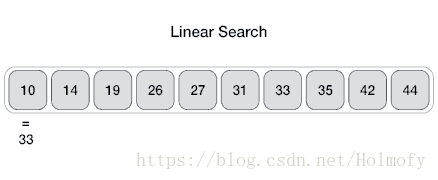 Linear Search
10 14 19 26 27 31 33 35 42 44
=
33
https://blog.csdn.net/Holmofy